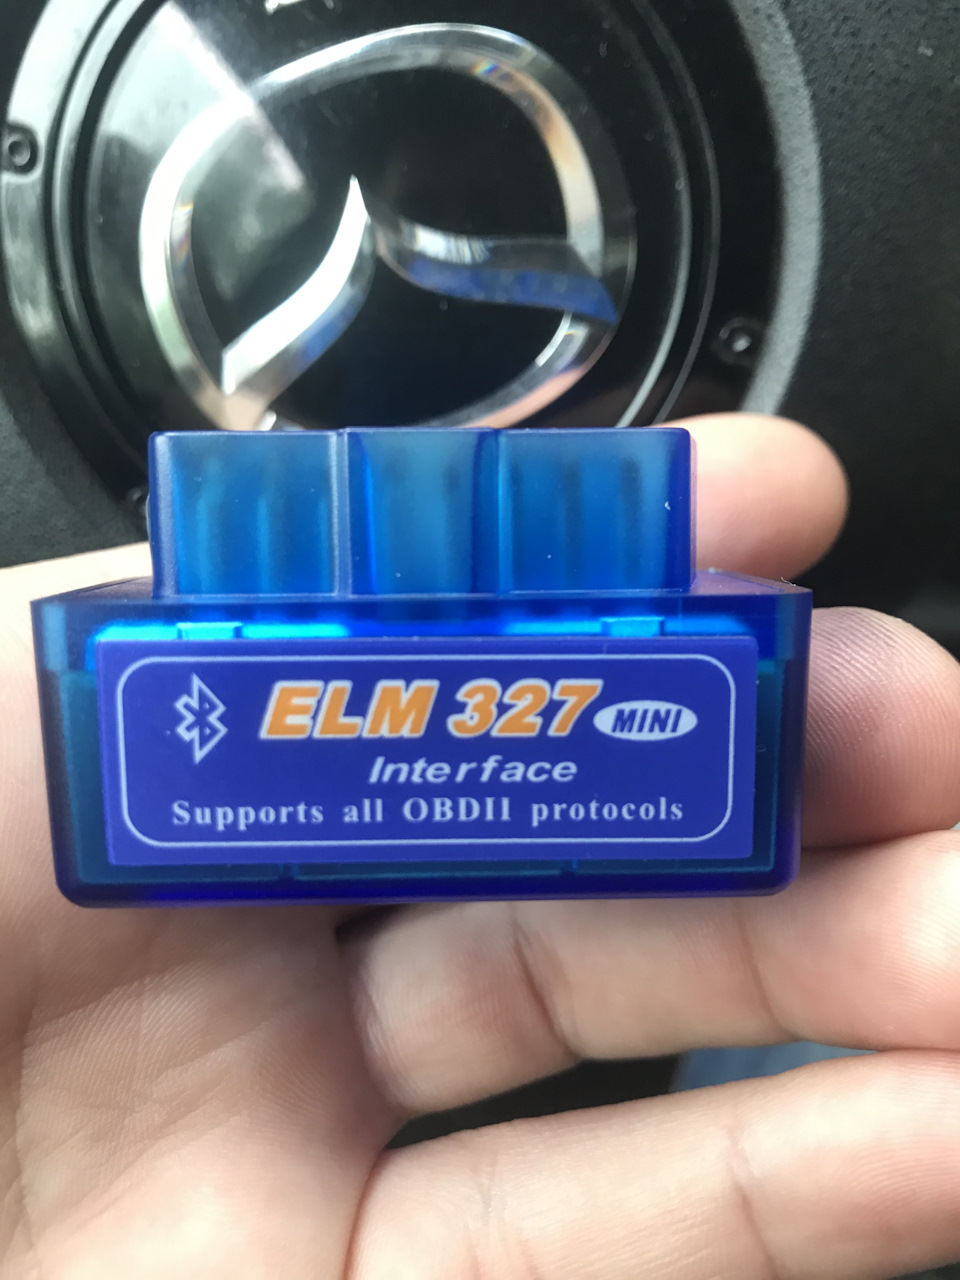 ELM 327 MINI
Interface
Supports all OBDII protocols